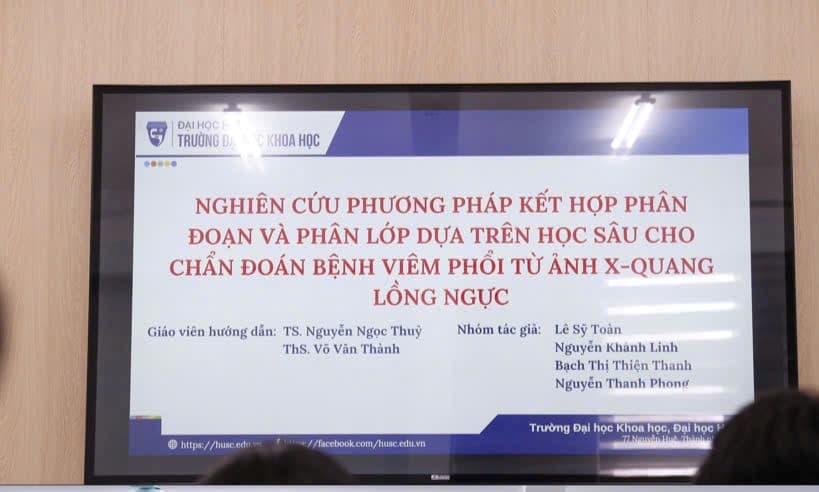 ĐẠI HỌC
TRƯỜNG ĐẠI HỌC KHOA HỌC
NGHIÊN CỨU PHƯƠNG PHÁP KẾT HỢP PHÂN
ĐOẠN VÀ PHÂN LỚP DỰA TRÊN HỌC SÂU CHO
CHẨN ĐOÁN BỆNH VIÊM PHỔI TỪ ẢNH X-QUANG
LỒNG NGỰC
Giáo viên hướng dẫn: TS. Nguyễn Ngọc Thuỷ
ThS. Võ Văn Thành
Nhóm tác giả: Lê Sỹ Toàn
Nguyễn Khánh Linh
Bạch Thị Thiện Thanh
Nguyễn Thanh Phong
https://husc.edu.vn
https://facebook.com/husc.edu.vn
Trường Đại học Khoa học, Đại học
77 Nguyễn Huệ, Thành